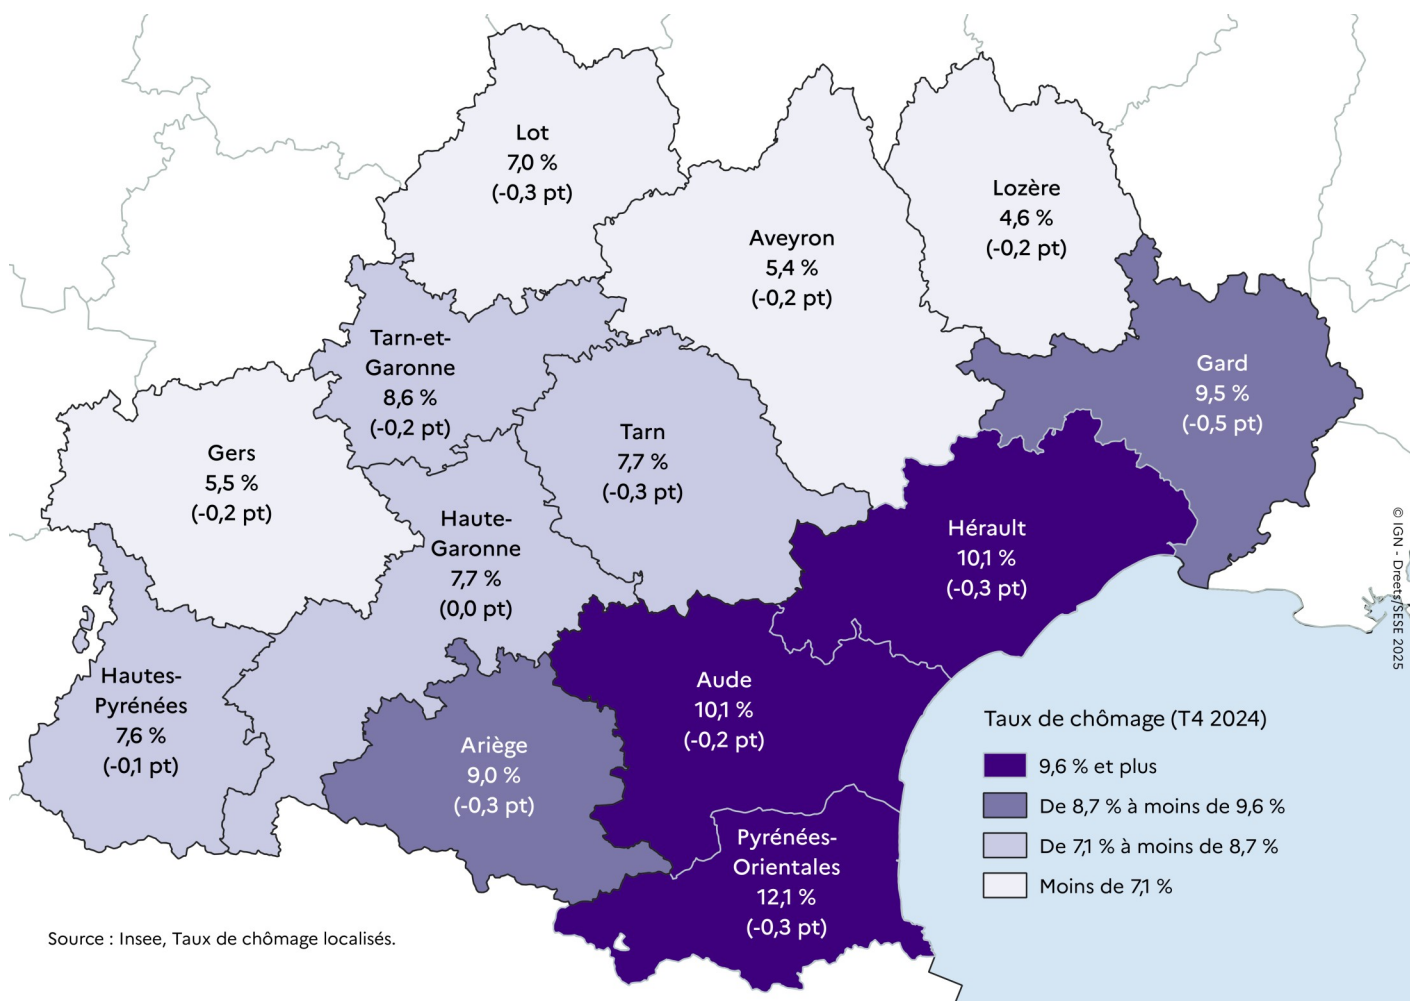 Lot
7,0 %
(-0,3 pt)
Lozère
4,6 %
(-0,2 pt)
Aveyron
5,4 %
(-0,2 pt)
Tarn-et-
Garonne
8,6 %
(-0,2 pt)
Gard
9,5 %
(-0,5 pt)
Tarn
7,7 %
(-0,3 pt)
Gers
5,5 %
(-0,2 pt)
Haute-
Garonne
7,7 %
(0,0 pt)
Hérault
10,1 %
(-0,3 pt)
Hautes-
Pyrénées
7,6 %
(-0,1 pt)
Aude
10,1 %
(-0,2 pt)
Ariège
9,0 %
(-0,3 pt)
Pyrénées-
Orientales
12,1 %
(-0,3 pt)
Taux de chômage (T4 2024)
9,6 % et plus
De 8,7 % à moins de 9,6 %
De 7,1 % à moins de 8,7 %
Moins de 7,1 %
Source : Insee, Taux de chômage localisés.
© IGN - Dreets/SESE 2025